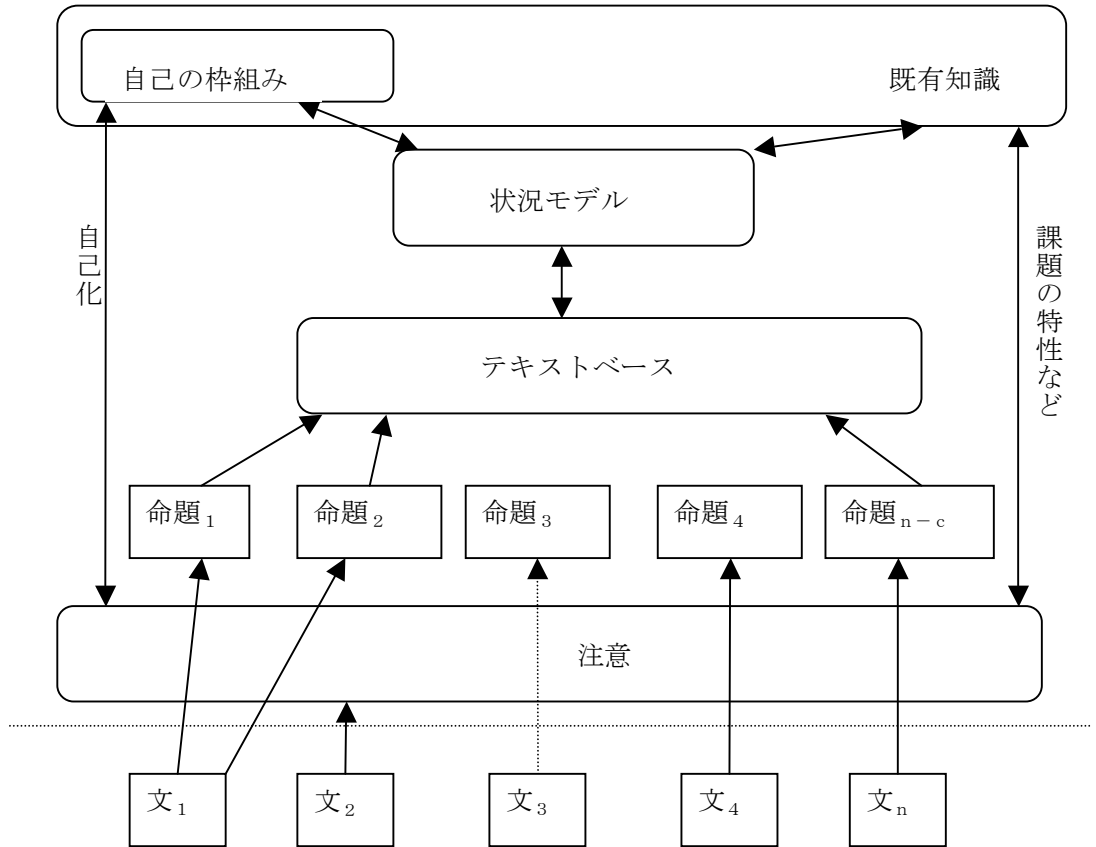 自己の枠組み
既有知識
状況モデル
自己化
課題の特性など
テキストベース
命題1
命題2
命題3
命題4
命題n－c
注意
文1
文2
文3
文4
文n